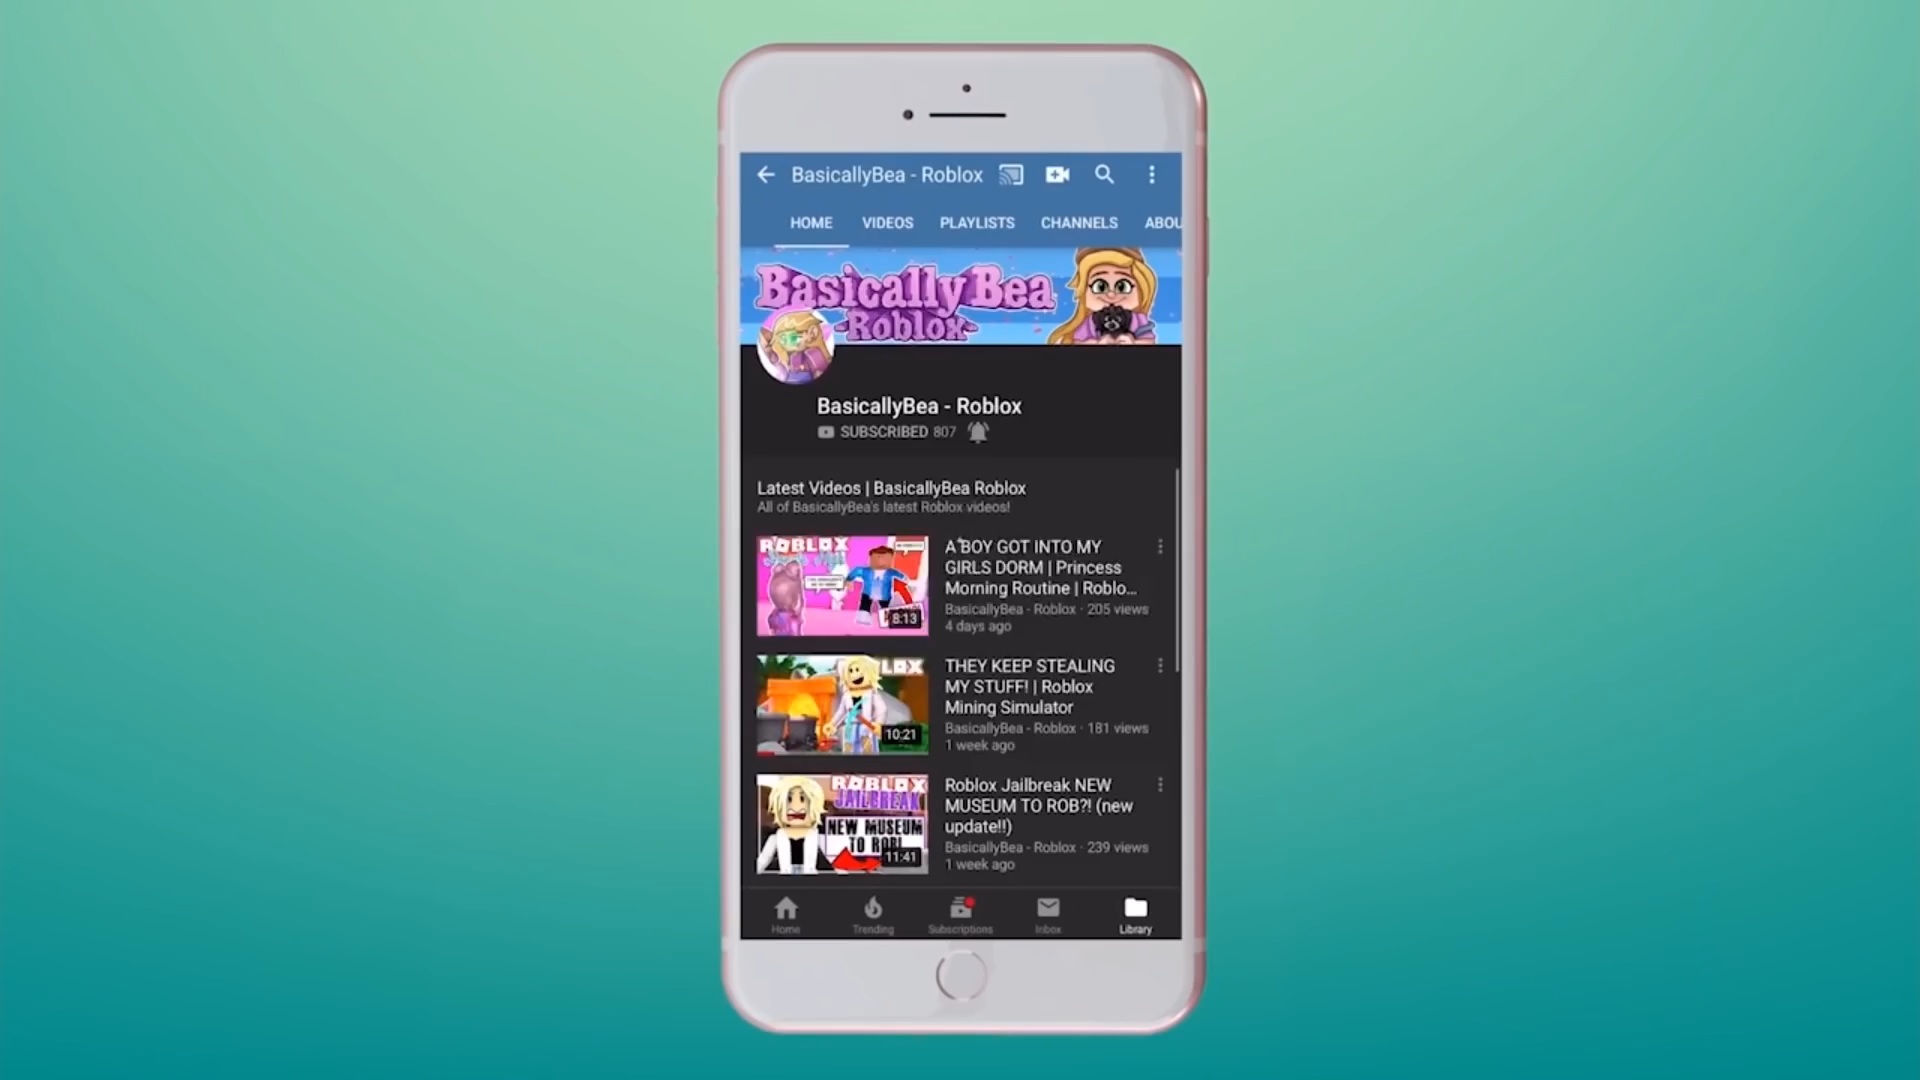 BasicallyBea - Roblox
HOME VIDEOS PLAYLISTS CHANNELS ABOU
Basically Bea
-Roblox-
BasicallyBea - Roblox
SUBSCRIBED 807
Latest Videos | BasicallyBea Roblox
All of BasicallyBea's latest Roblox videos!
ROBLOX
8:13
A BOY GOT INTO MY
GIRLS DORM | Princess
Morning Routine | Roblo...
BasicallyBea - Roblox · 205 views
4 days ago
LOX
10:21
THEY KEEP STEALING
MY STUFF! | Roblox
Mining Simulator
BasicallyBea - Roblox · 181 views
1 week ago
ROBLOX
JAILBREAK
NEW MUSEUM
TO ROB!
11:41
Roblox Jailbreak NEW
MUSEUM TO ROB?! (new
update!!)
BasicallyBea - Roblox · 239 views
1 week ago
Home Trending Subscriptions Inbox Library